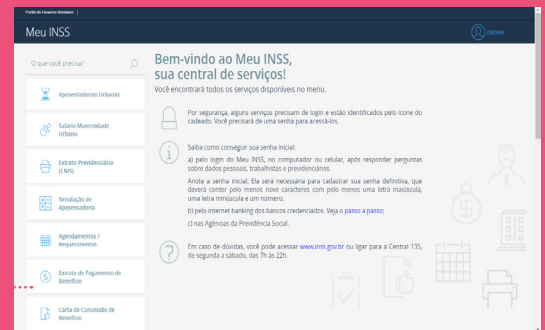 Portal do Governo Brasileiro
Meu INSS
ENTRAR
O que você precisa?
Aposentadorias Urbanas
Salário-Maternidade
Urbano
Extrato Previdenciário
(CNIS)
Simulação de
Aposentadoria
Agendamentos /
Requerimentos
Extrato de Pagamento de
Benefício
Carta de Concessão de
Benefício
Bem-vindo ao Meu INSS,
sua central de serviços!
Você encontrará todos os serviços disponíveis no menu.
Por segurança, alguns serviços precisam de login e estão identificados pelo ícone do
cadeado. Você precisará de uma senha para acessá-los.
Saiba como conseguir sua senha inicial:
a) pelo login do Meu INSS, no computador ou celular, após responder perguntas
sobre dados pessoais, trabalhistas e previdenciários.
Anote a senha inicial. Ela será necessária para cadastrar sua senha definitiva, que
deverá conter pelo menos nove caracteres com pelo menos uma letra maiúscula,
uma letra minúscula e um número;
b) pelo internet banking dos bancos credenciados. Veja o passo a passo;
c) nas Agências da Previdência Social.
Em caso de dúvidas, você pode acessar www.inss.gov.br ou ligar para a Central 135,
de segunda a sábado, das 7h às 22h.